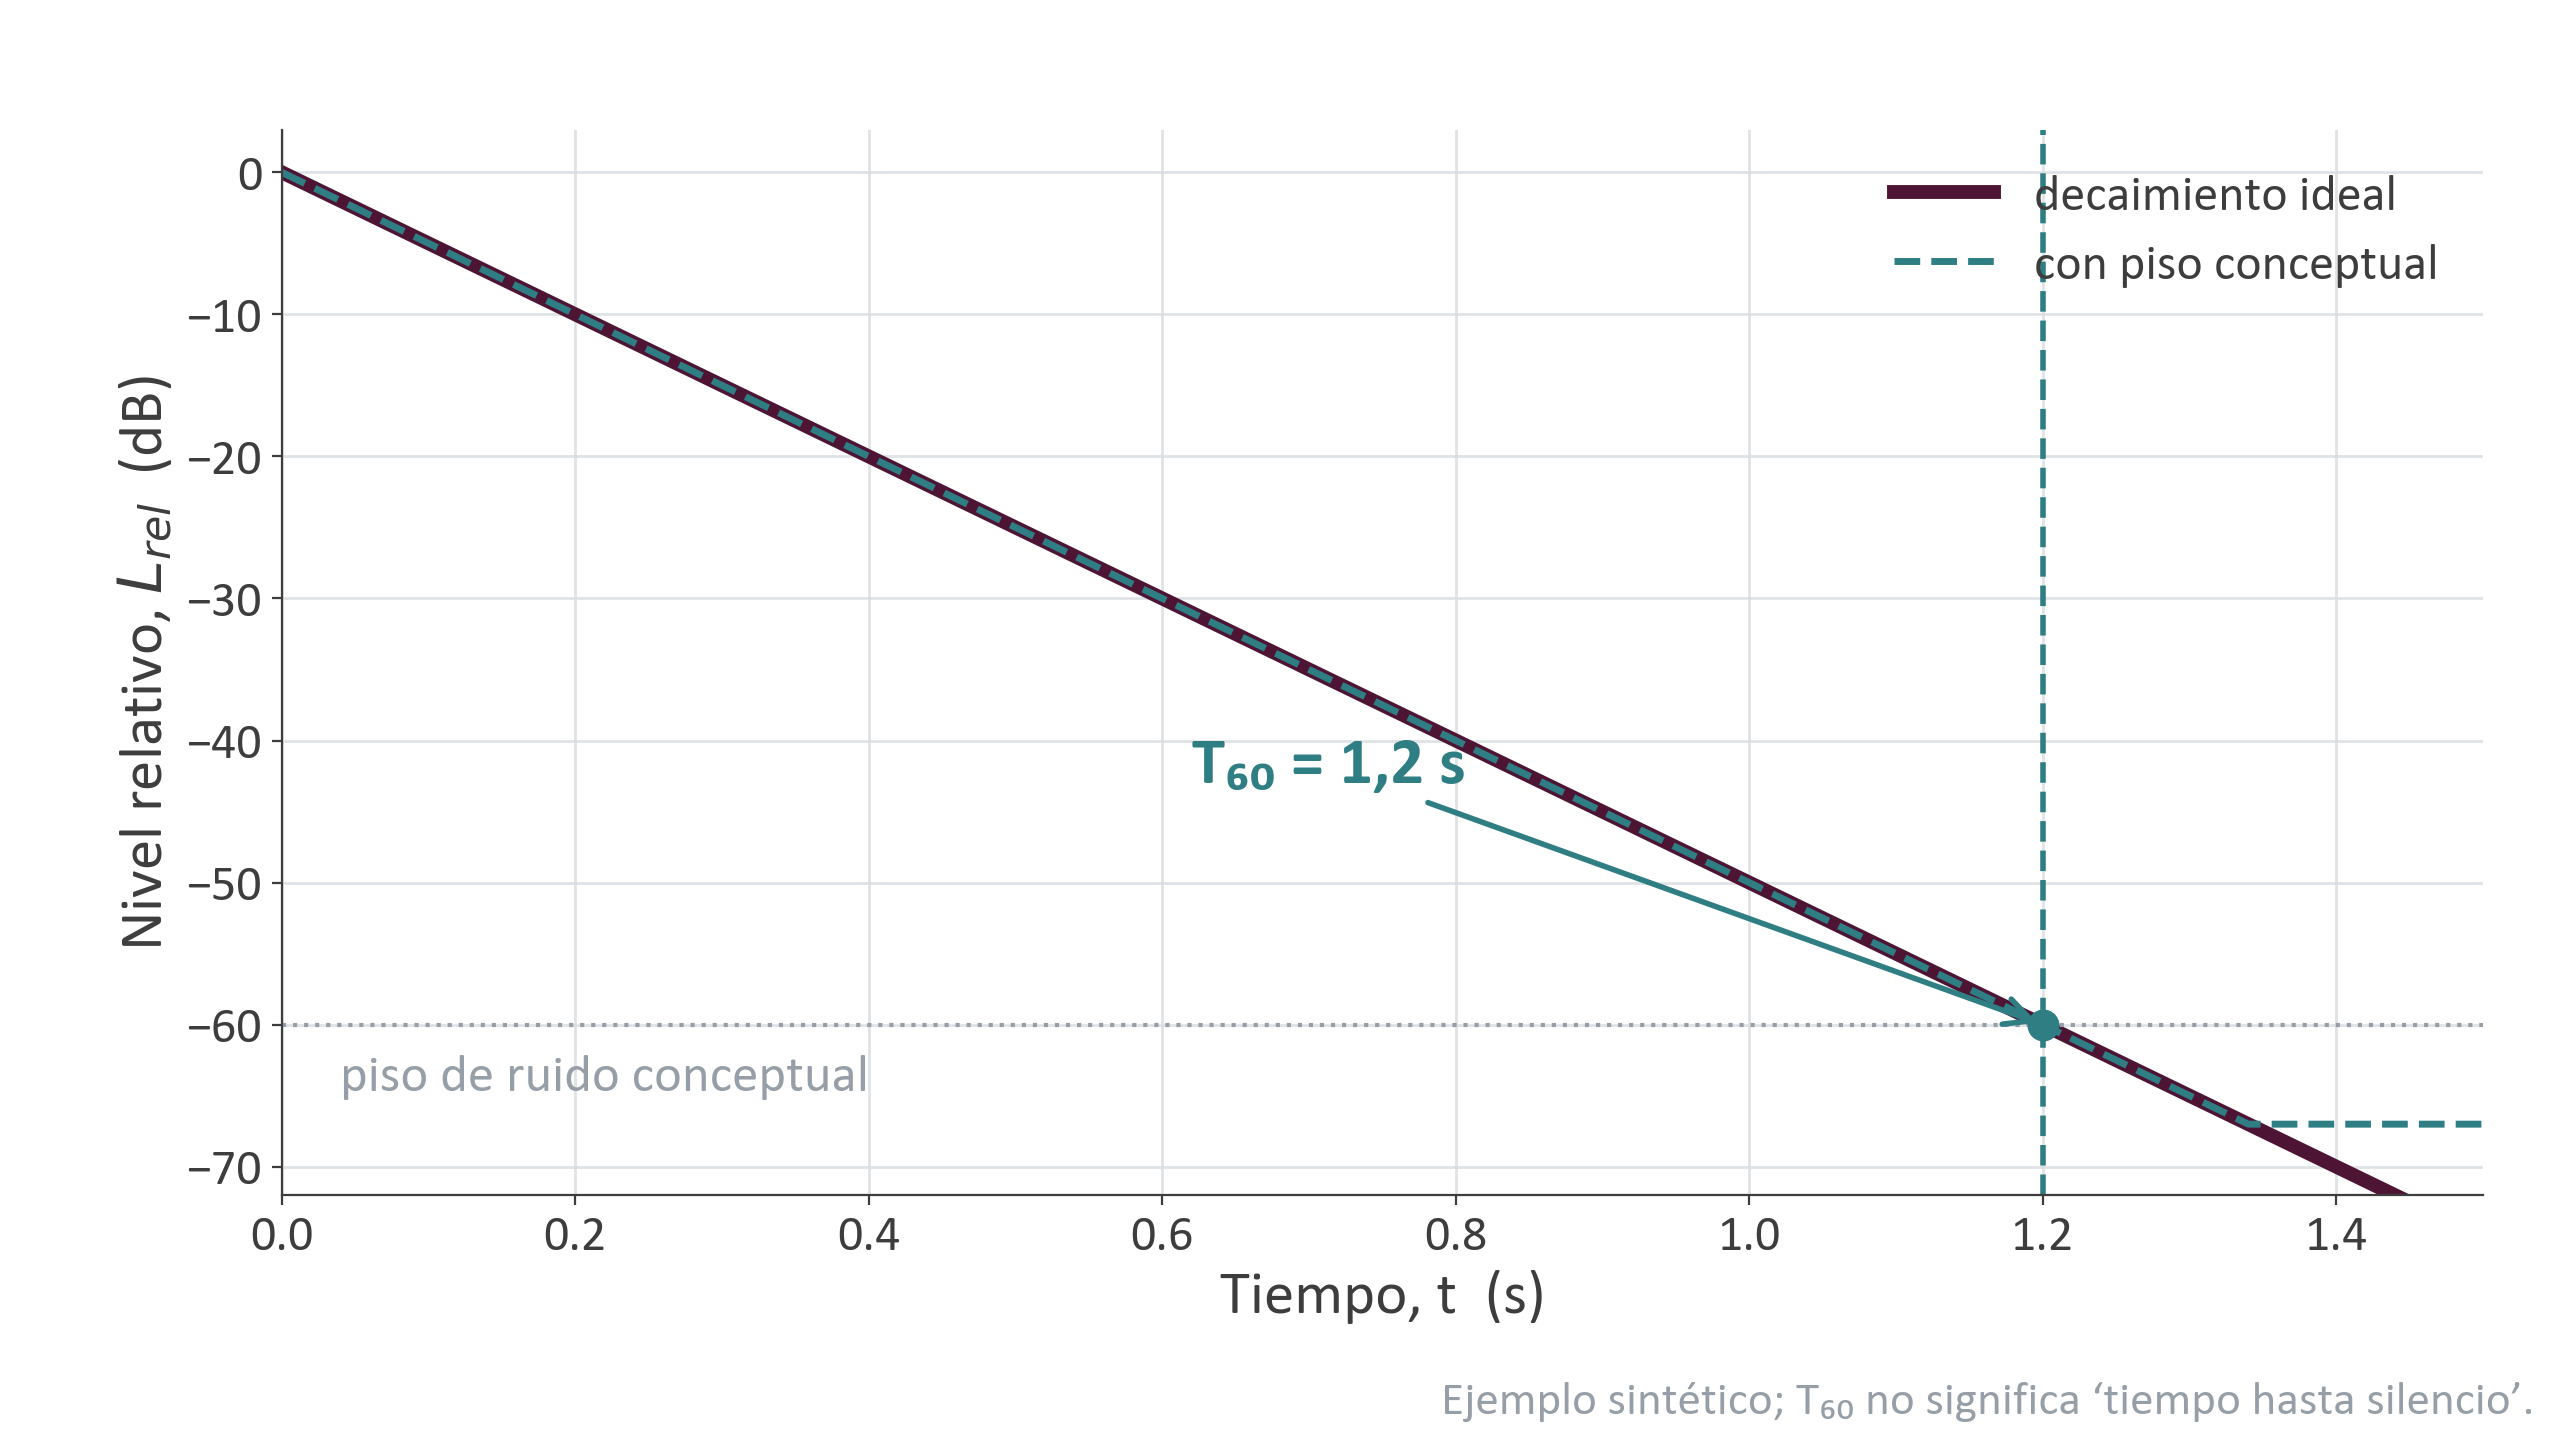 0
−10
−20
−30
−40
−50
−60
−70
Nivel relativo, Lrel (dB)
decaimiento ideal
con piso conceptual
T₆₀ = 1,2 s
piso de ruido conceptual
0.0 0.2 0.4 0.6 0.8 1.0 1.2 1.4
Tiempo, t (s)
Ejemplo sintético; T₆₀ no significa ‘tiempo hasta silencio’.